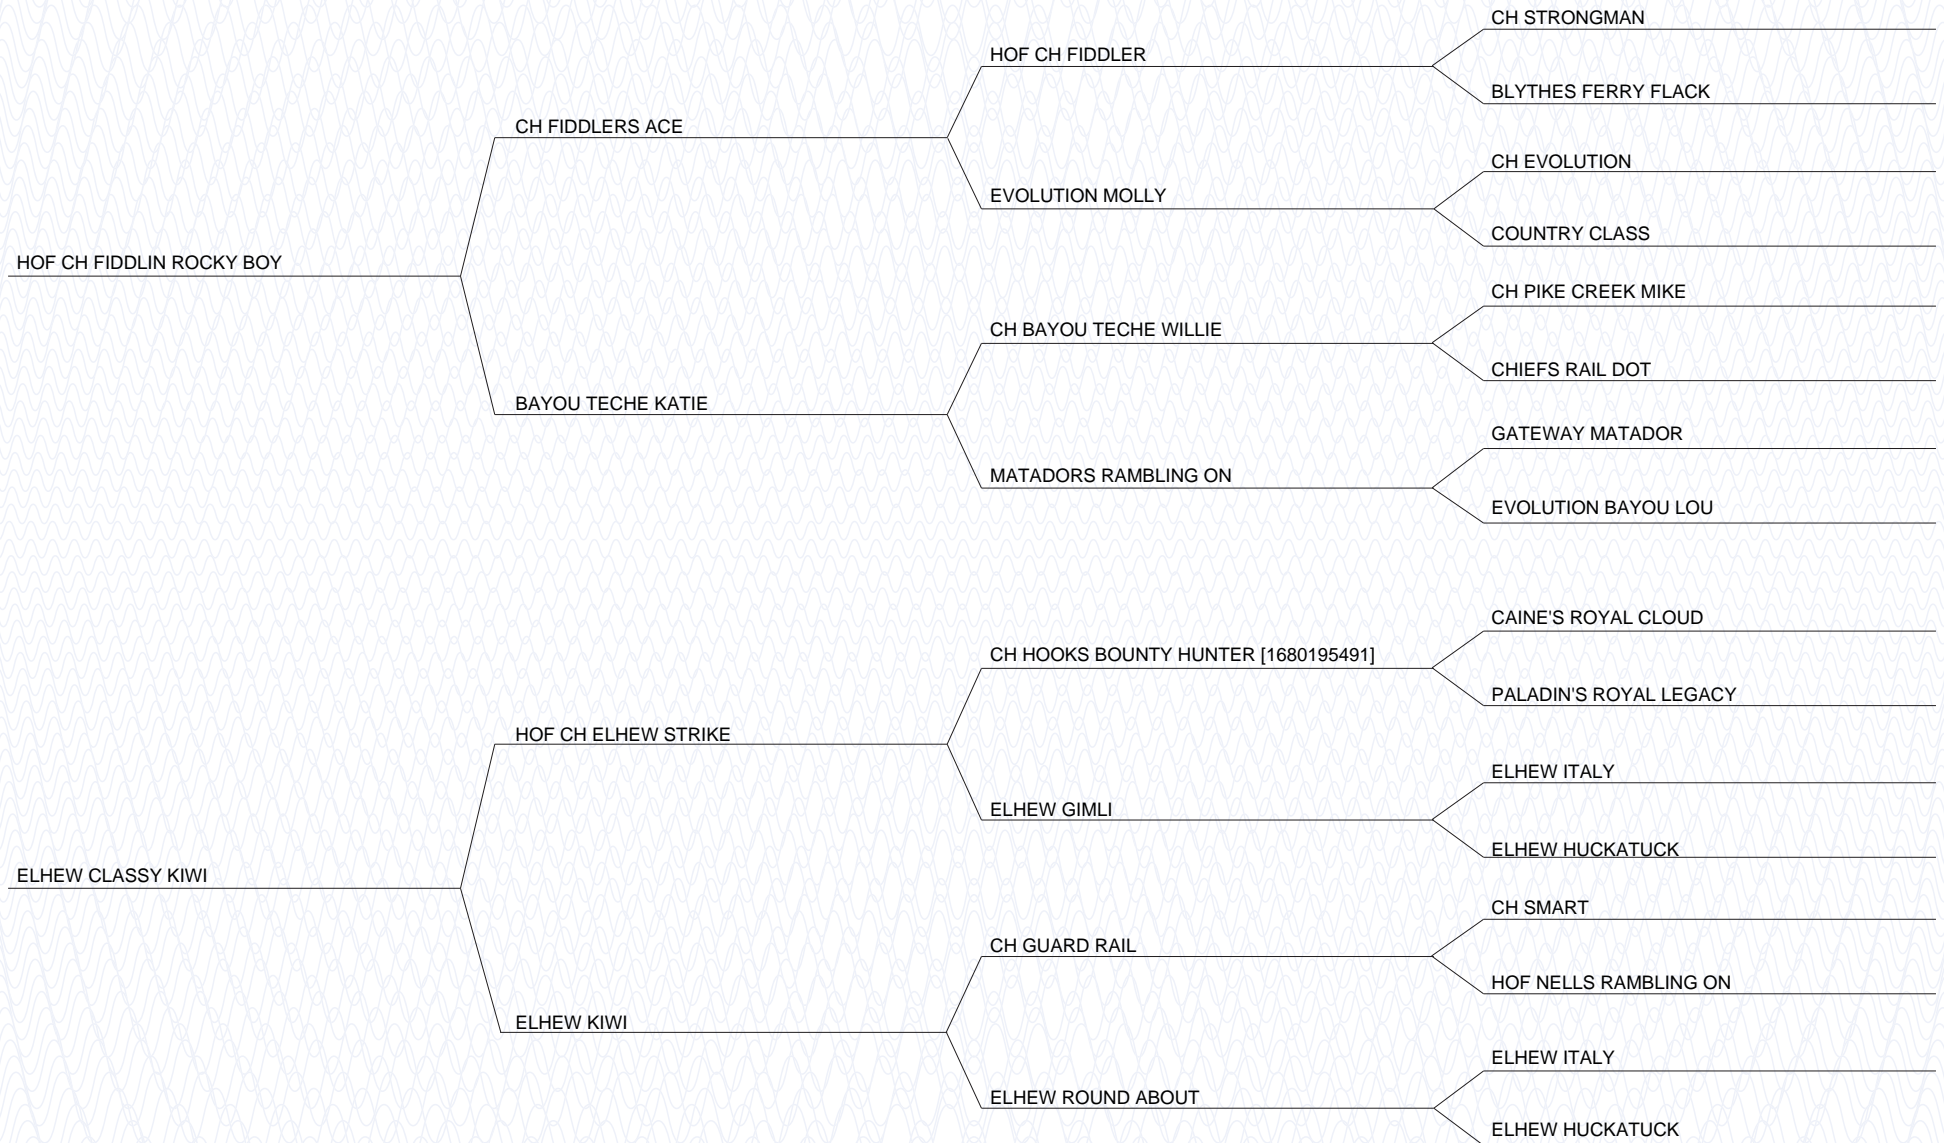 CH STRONGMAN
HOF CH FIDDLER
BLYTHES FERRY FLACK
CH FIDDLERS ACE
CH EVOLUTION
EVOLUTION MOLLY
COUNTRY CLASS
HOF CH FIDDLIN ROCKY BOY
CH PIKE CREEK MIKE
CH BAYOU TECHE WILLIE
CHIEFS RAIL DOT
BAYOU TECHE KATIE
GATEWAY MATADOR
MATADORS RAMBLING ON
EVOLUTION BAYOU LOU
CAINE'S ROYAL CLOUD
CH HOOKS BOUNTY HUNTER [1680195491]
PALADIN'S ROYAL LEGACY
HOF CH ELHEW STRIKE
ELHEW ITALY
ELHEW GIMLI
ELHEW HUCKATUCK
ELHEW CLASSY KIWI
CH SMART
CH GUARD RAIL
HOF NELLS RAMBLING ON
ELHEW KIWI
ELHEW ITALY
ELHEW ROUND ABOUT
ELHEW HUCKATUCK